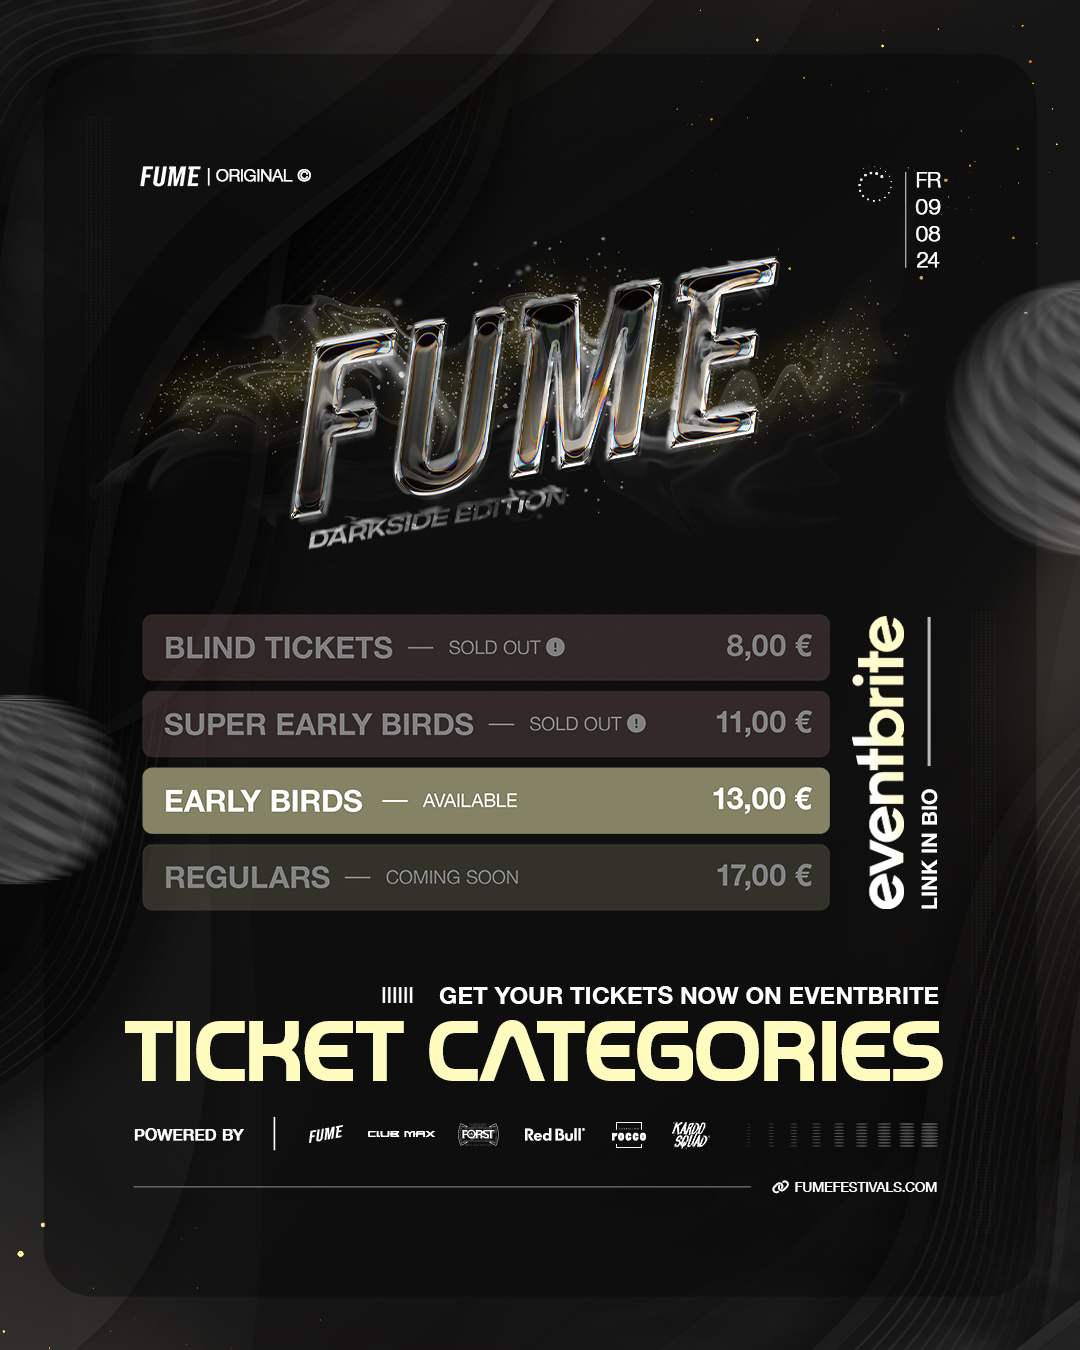 FUME | ORIGINAL ©
FR
09
08
24
FUME
DARKSIDE EDITION
BLIND TICKETS — SOLD OUT 8,00 €
SUPER EARLY BIRDS — SOLD OUT 11,00 €
EARLY BIRDS — AVAILABLE 13,00 €
REGULARS — COMING SOON 17,00 €
eventbrite
LINK IN BIO
GET YOUR TICKETS NOW ON EVENTBRITE
TICKET CATEGORIES
POWERED BY FUME CLUB MAX FORST Red Bull rocco KARDO SQUAD
FUMEFESTIVALS.COM